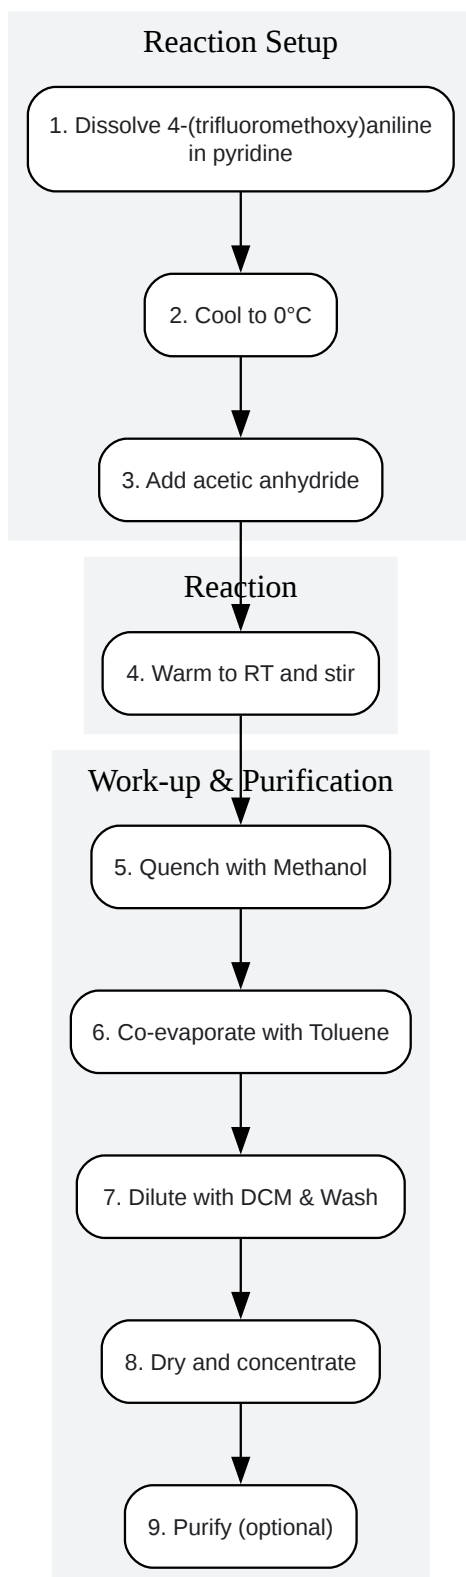 Reaction Setup
1. Dissolve 4-(trifluoromethoxy)aniline
in pyridine
2. Cool to 0°C
3. Add acetic anhydride
Reaction
4. Warm to RT and stir
Work-up & Purification
5. Quench with Methanol
6. Co-evaporate with Toluene
7. Dilute with DCM & Wash
8. Dry and concentrate
9. Purify (optional)